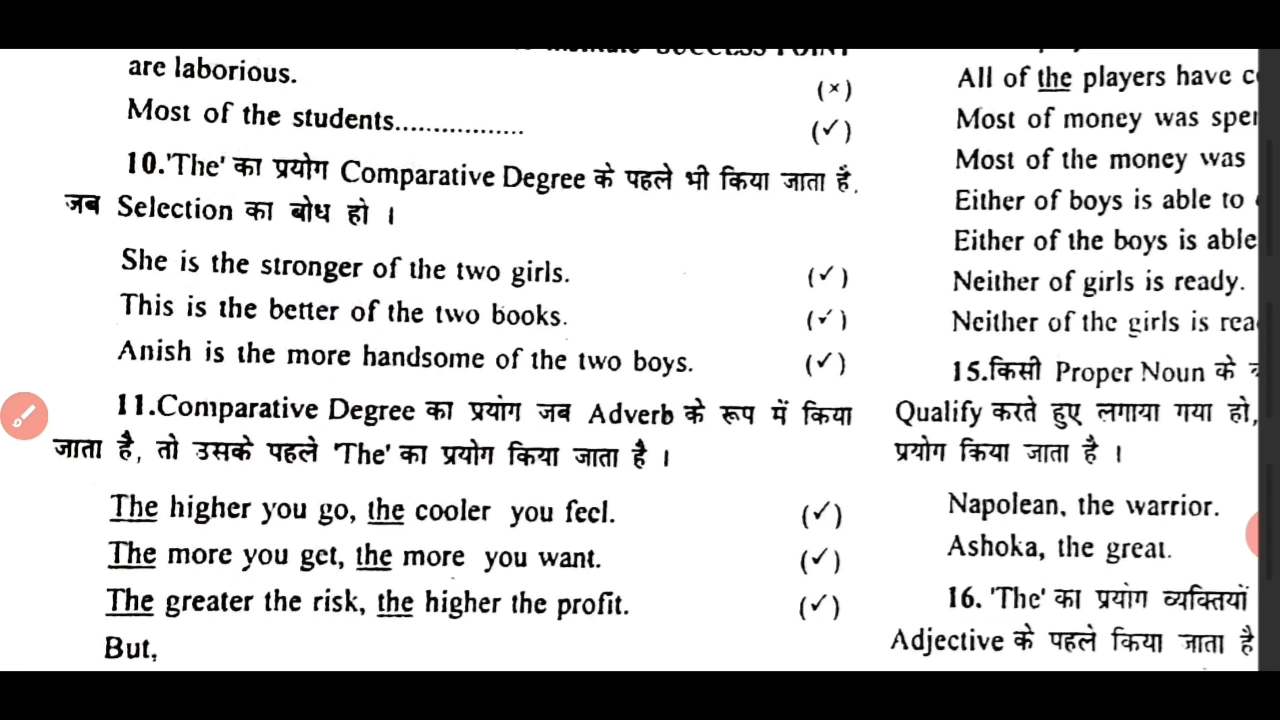 SUCCESS POINT
are laborious. (×)
Most of the students................. (✓)
10.'The' का प्रयोग Comparative Degree के पहले भी किया जाता है,
जब Selection का बोध हो ।
She is the stronger of the two girls. (✓)
This is the better of the two books. (✓)
Anish is the more handsome of the two boys. (✓)
11.Comparative Degree का प्रयोग जब Adverb के रूप में किया
जाता है, तो उसके पहले 'The' का प्रयोग किया जाता है ।
The higher you go, the cooler you feel. (✓)
The more you get, the more you want. (✓)
The greater the risk, the higher the profit. (✓)
But,
All of the players have
Most of money was
Most of the money was
Either of boys is able to
Either of the boys is able
Neither of girls is ready.
Neither of the girls is
15.किसी Proper Noun के
Qualify करते हुए लगाया गया हो,
प्रयोग किया जाता है ।
Napolean, the warrior.
Ashoka, the great.
16. 'The' का प्रयोग व्यक्तियों
Adjective के पहले किया जाता है